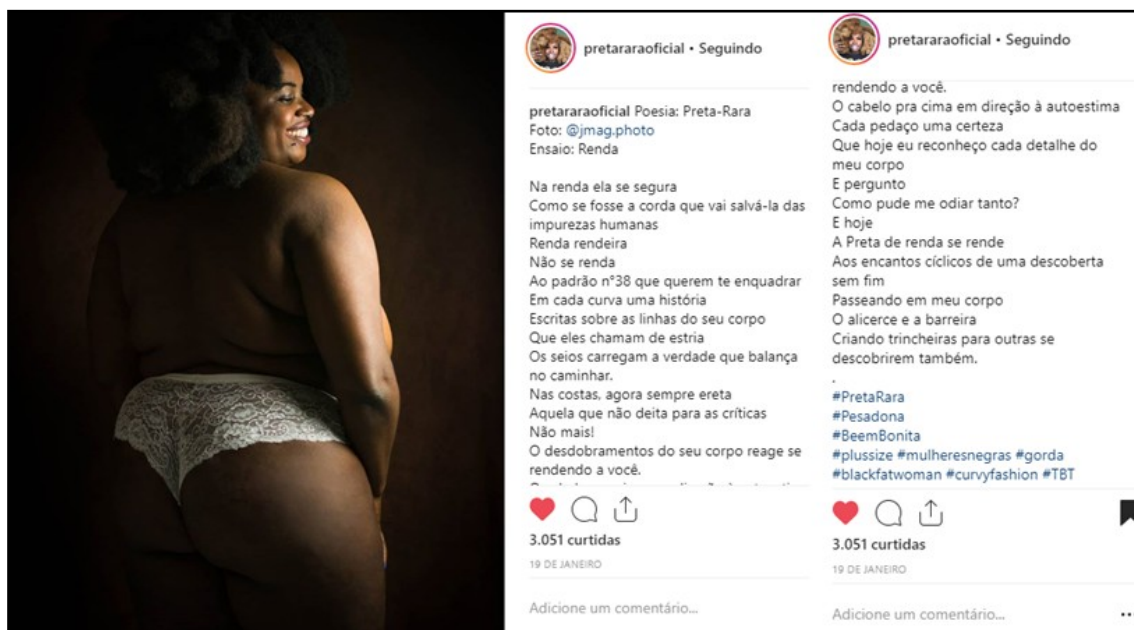 pretararaoficial • Seguindo
pretararaoficial Poesia: Preta-Rara
Foto: @jmag.photo
Ensaio: Renda
Na renda ela se segura
Como se fosse a corda que vai salvá-la das
impurezas humanas
Renda rendeira
Não se renda
Ao padrão n°38 que querem te enquadrar
Em cada curva uma história
Escritas sobre as linhas do seu corpo
Que eles chamam de estria
Os seios carregam a verdade que balança
no caminhar.
Nas costas, agora sempre ereta
Aquela que não deita para as críticas
Não mais!
O desdobramentos do seu corpo reage se
rendendo a você.
3.051 curtidas
19 DE JANEIRO
Adicione um comentário...
pretararaoficial • Seguindo
rendendo a você.
O cabelo pra cima em direção à autoestima
Cada pedaço uma certeza
Que hoje eu reconheço cada detalhe do
meu corpo
E pergunto
Como pude me odiar tanto?
E hoje
A Preta de renda se rende
Aos encantos cíclicos de uma descoberta
sem fim
Passeando em meu corpo
O alicerce e a barreira
Criando trincheiras para outras se
descobrirem também.
.
#PretaRara
#Pesadona
#BeemBonita
#plussize #mulheresnegras #gorda
#blackfatwoman #curvyfashion #TBT
3.051 curtidas
19 DE JANEIRO
Adicione um comentário...